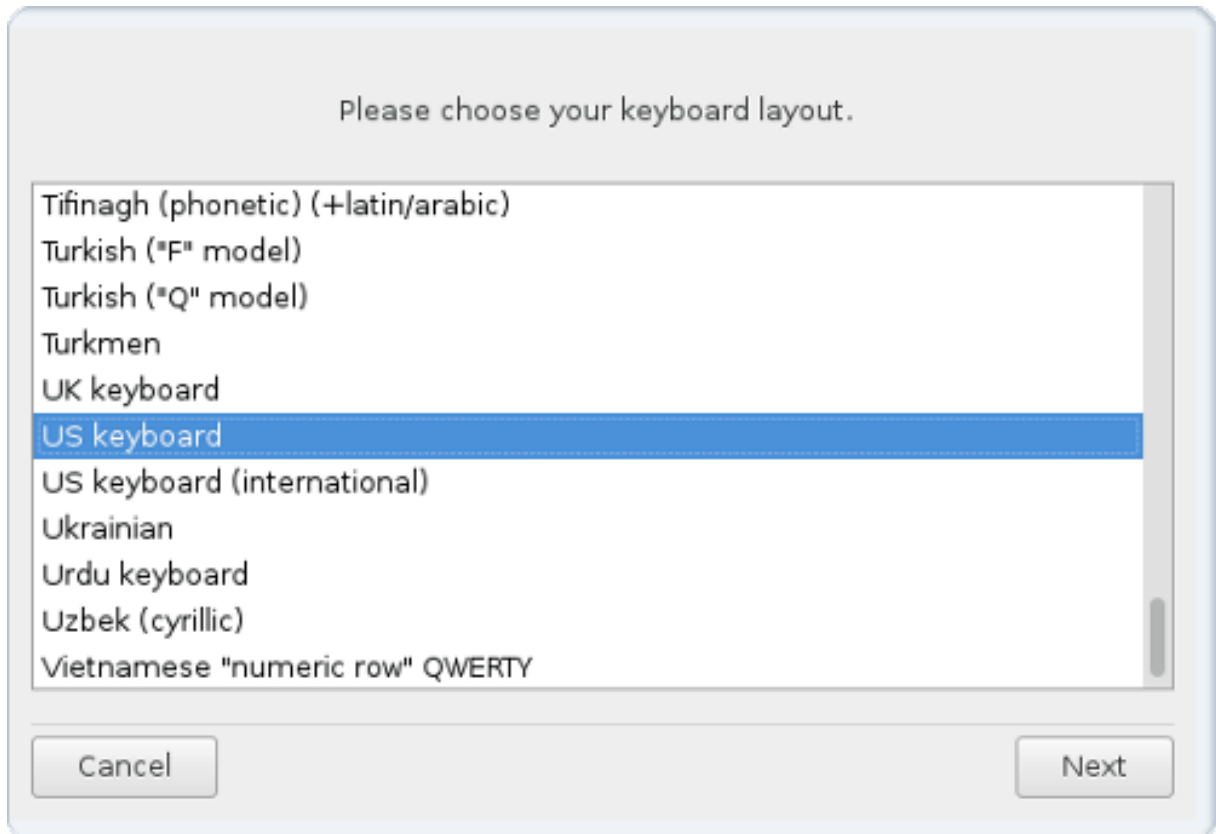 Please choose your keyboard layout.
Tifinagh (phonetic) (+latin/arabic)
Turkish ("F" model)
Turkish ("Q" model)
Turkmen
UK keyboard
US keyboard
US keyboard (international)
Ukrainian
Urdu keyboard
Uzbek (cyrillic)
Vietnamese "numeric row" QWERTY
Cancel
Next